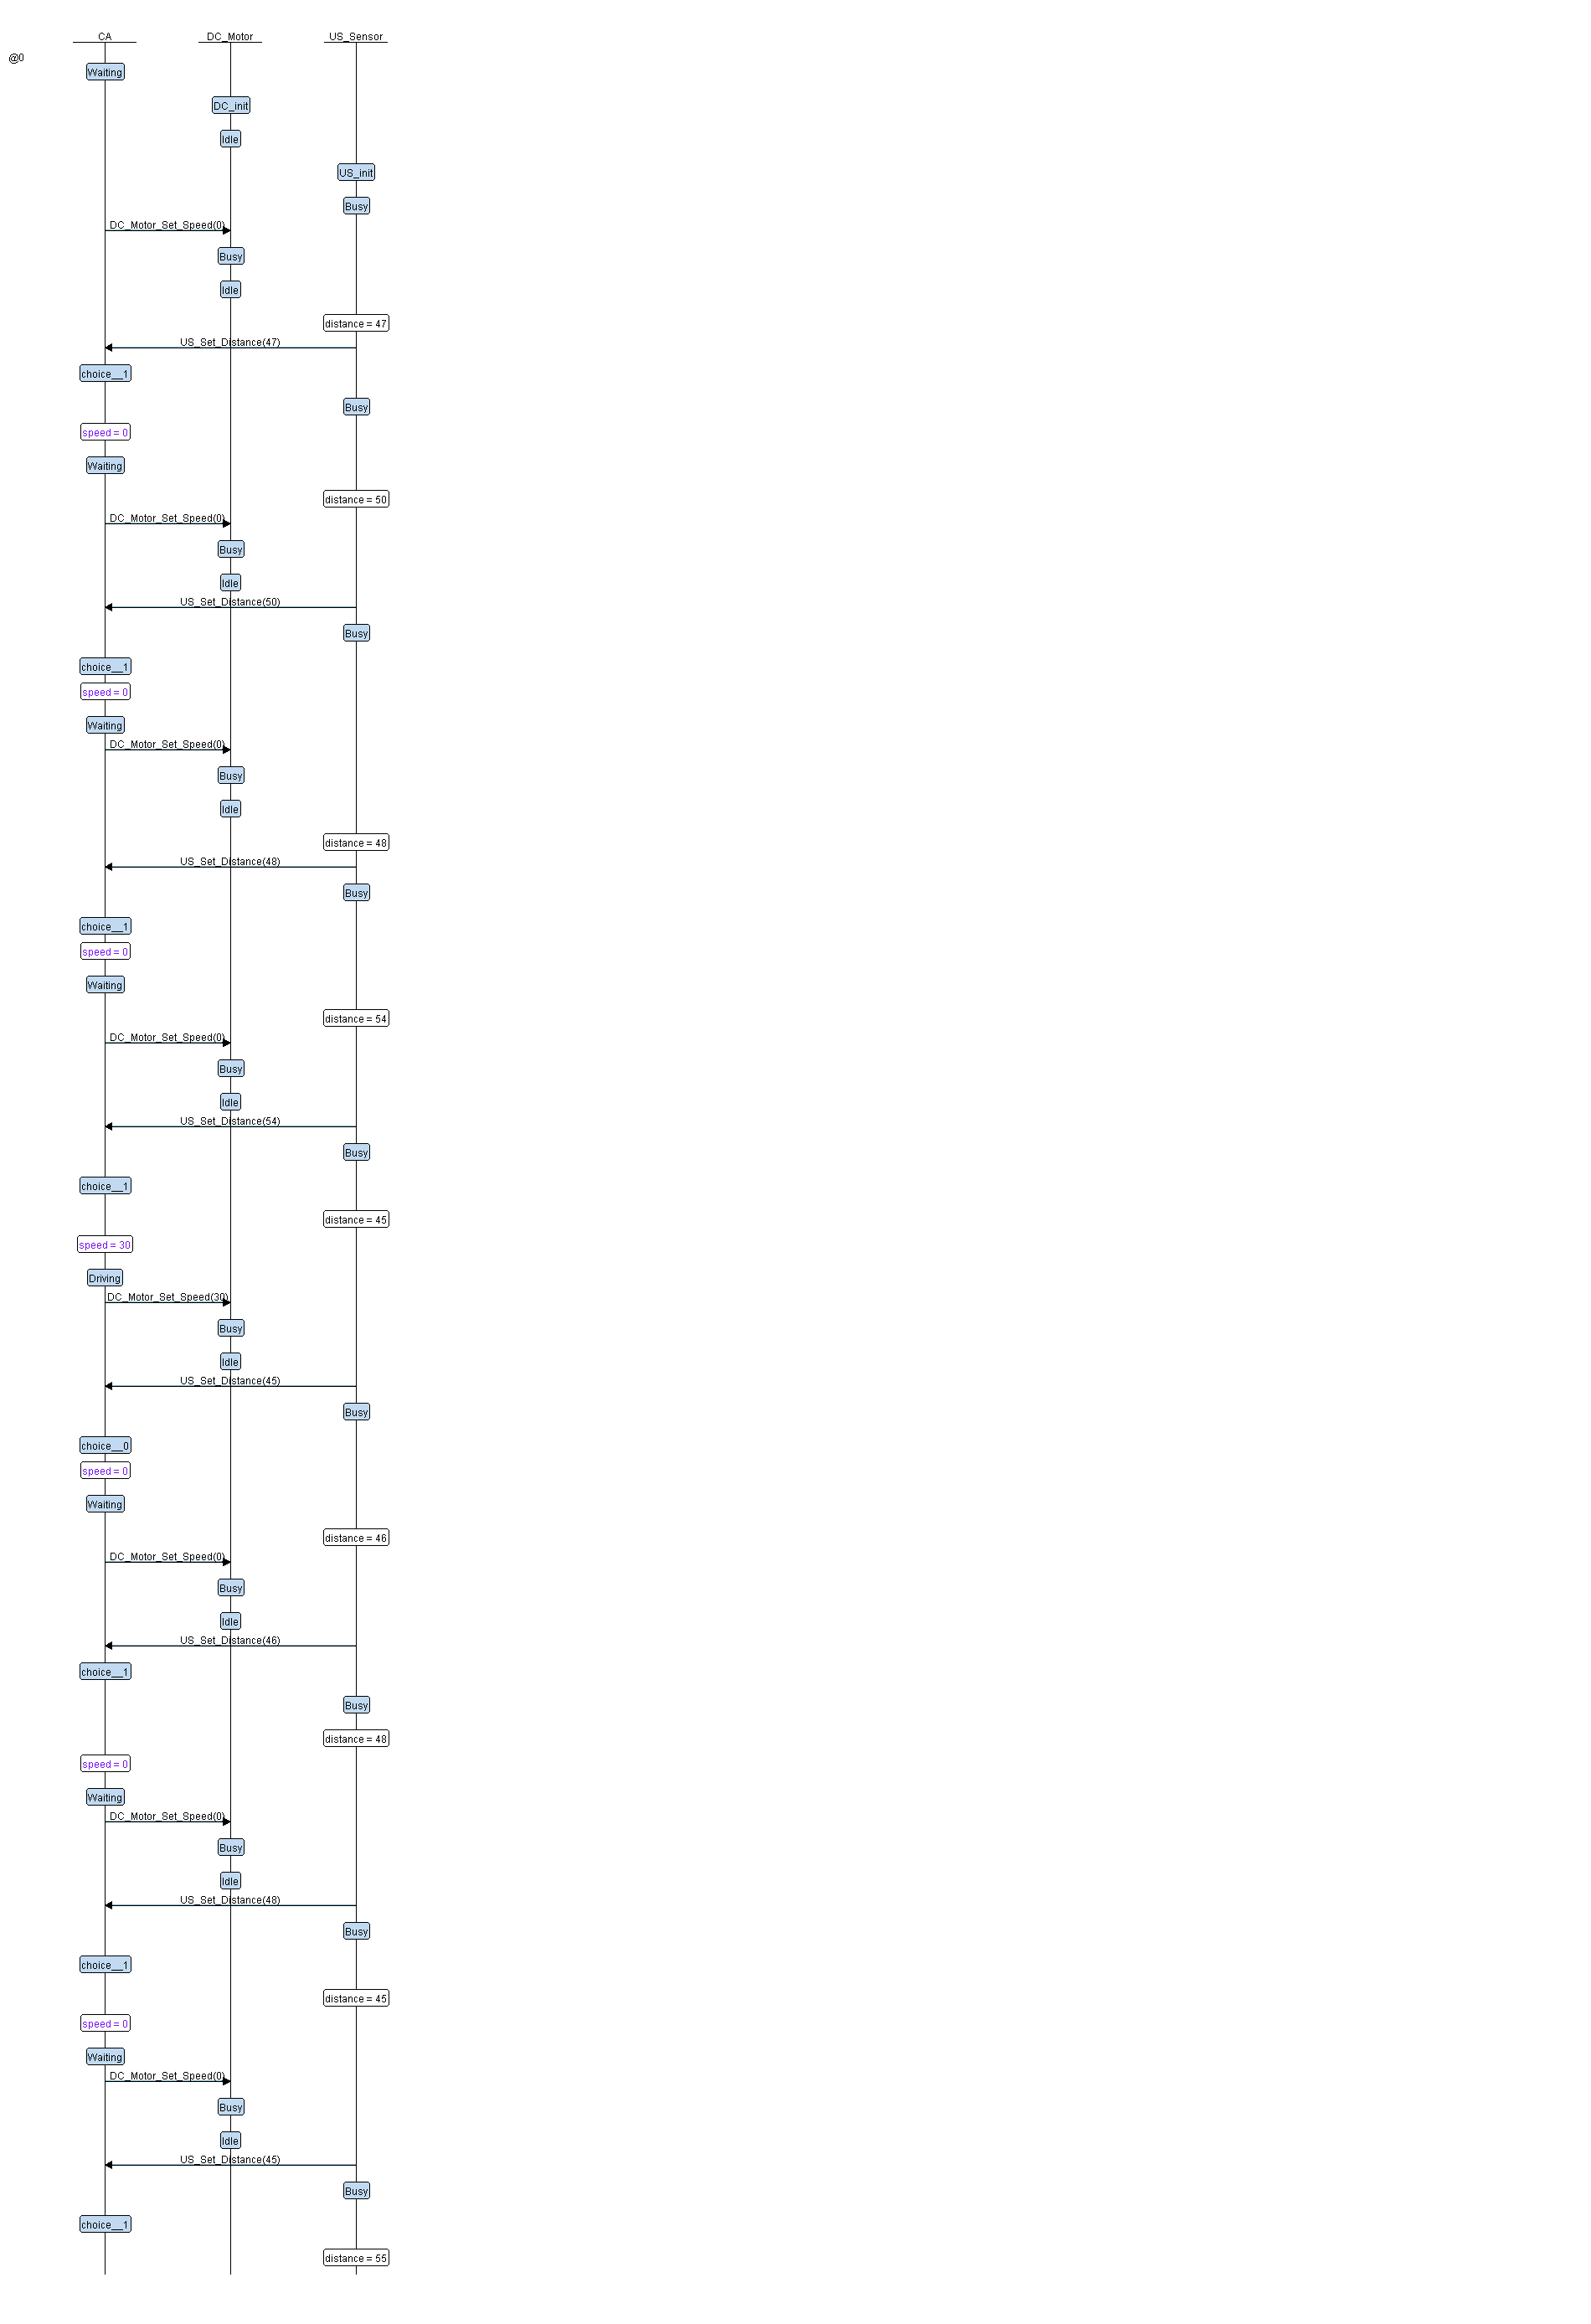 CA
DC_Motor
US_Sensor
@0
Waiting
DC_init
Idle
US_init
Busy
DC_Motor_Set_Speed(0)
Busy
Idle
distance = 47
US_Set_Distance(47)
choice__1
Busy
speed = 0
Waiting
distance = 50
DC_Motor_Set_Speed(0)
Busy
Idle
US_Set_Distance(50)
Busy
choice__1
speed = 0
Waiting
DC_Motor_Set_Speed(0)
Busy
Idle
distance = 48
US_Set_Distance(48)
Busy
choice__1
speed = 0
Waiting
distance = 54
DC_Motor_Set_Speed(0)
Busy
Idle
US_Set_Distance(54)
Busy
choice__1
distance = 45
speed = 30
Driving
DC_Motor_Set_Speed(30)
Busy
Idle
US_Set_Distance(45)
Busy
choice__0
speed = 0
Waiting
distance = 46
DC_Motor_Set_Speed(0)
Busy
Idle
US_Set_Distance(46)
choice__1
Busy
distance = 48
speed = 0
Waiting
DC_Motor_Set_Speed(0)
Busy
Idle
US_Set_Distance(48)
Busy
choice__1
distance = 45
speed = 0
Waiting
DC_Motor_Set_Speed(0)
Busy
Idle
US_Set_Distance(45)
Busy
choice__1
distance = 55